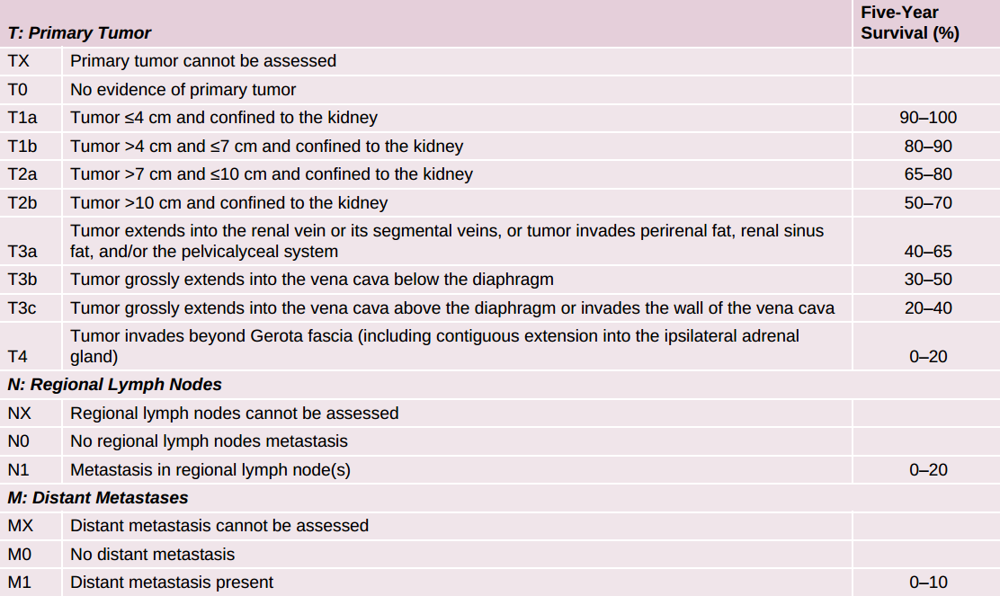 T: Primary Tumor Five-Year Survival (%)
TX Primary tumor cannot be assessed
T0 No evidence of primary tumor
T1a Tumor ≤4 cm and confined to the kidney 90–100
T1b Tumor >4 cm and ≤7 cm and confined to the kidney 80–90
T2a Tumor >7 cm and ≤10 cm and confined to the kidney 65–80
T2b Tumor >10 cm and confined to the kidney 50–70
Tumor extends into the renal vein or its segmental veins, or tumor invades perirenal fat, renal sinus
T3a fat, and/or the pelvicalyceal system 40–65
T3b Tumor grossly extends into the vena cava below the diaphragm 30–50
T3c Tumor grossly extends into the vena cava above the diaphragm or invades the wall of the vena cava 20–40
Tumor invades beyond Gerota fascia (including contiguous extension into the ipsilateral adrenal
T4 gland) 0–20
N: Regional Lymph Nodes
NX Regional lymph nodes cannot be assessed
N0 No regional lymph nodes metastasis
N1 Metastasis in regional lymph node(s) 0–20
M: Distant Metastases
MX Distant metastasis cannot be assessed
M0 No distant metastasis
M1 Distant metastasis present 0–10